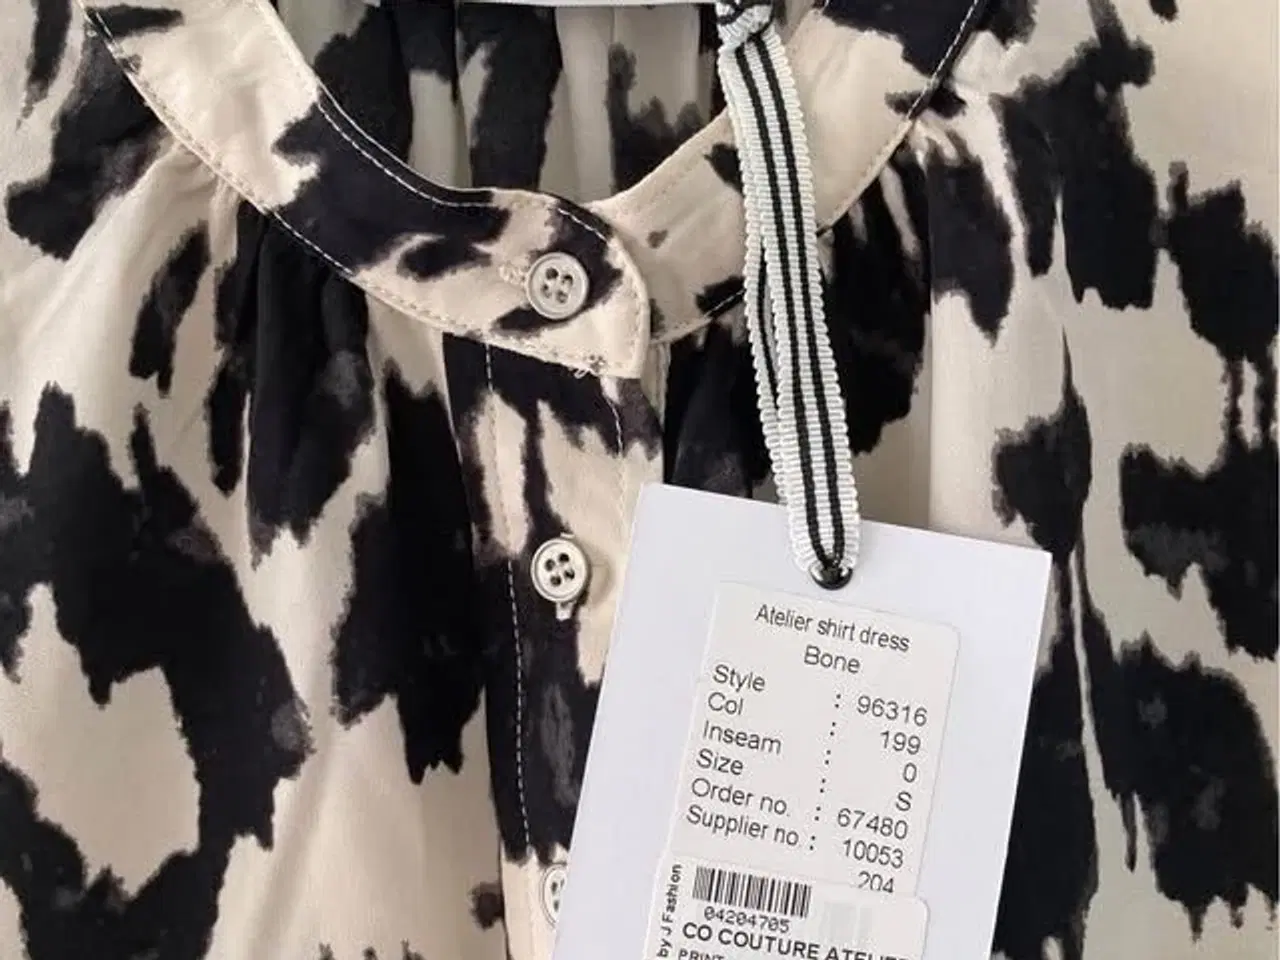 Atelier shirt dress
Bone
Style : 96316
Col : 199
Inseam : 0
Size : S
Order no. : 67480
Supplier no : 10053
204
by J Fashion
04204705
CO COUTURE ATELIE
PRINT